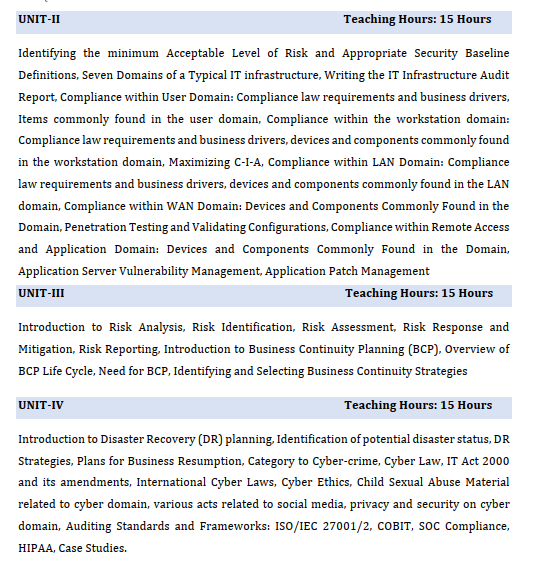 UNIT-II Teaching Hours: 15 Hours
Identifying the minimum Acceptable Level of Risk and Appropriate Security Baseline
Definitions, Seven Domains of a Typical IT infrastructure, Writing the IT Infrastructure Audit
Report, Compliance within User Domain: Compliance law requirements and business drivers,
Items commonly found in the user domain, Compliance within the workstation domain:
Compliance law requirements and business drivers, devices and components commonly found
in the workstation domain, Maximizing C-I-A, Compliance within LAN Domain: Compliance
law requirements and business drivers, devices and components commonly found in the LAN
domain, Compliance within WAN Domain: Devices and Components Commonly Found in the
Domain, Penetration Testing and Validating Configurations, Compliance within Remote Access
and Application Domain: Devices and Components Commonly Found in the Domain,
Application Server Vulnerability Management, Application Patch Management
UNIT-III Teaching Hours: 15 Hours
Introduction to Risk Analysis, Risk Identification, Risk Assessment, Risk Response and
Mitigation, Risk Reporting, Introduction to Business Continuity Planning (BCP), Overview of
BCP Life Cycle, Need for BCP, Identifying and Selecting Business Continuity Strategies
UNIT-IV Teaching Hours: 15 Hours
Introduction to Disaster Recovery (DR) planning, Identification of potential disaster status, DR
Strategies, Plans for Business Resumption, Category to Cyber-crime, Cyber Law, IT Act 2000
and its amendments, International Cyber Laws, Cyber Ethics, Child Sexual Abuse Material
related to cyber domain, various acts related to social media, privacy and security on cyber
domain, Auditing Standards and Frameworks: ISO/IEC 27001/2, COBIT, SOC Compliance,
HIPAA, Case Studies.